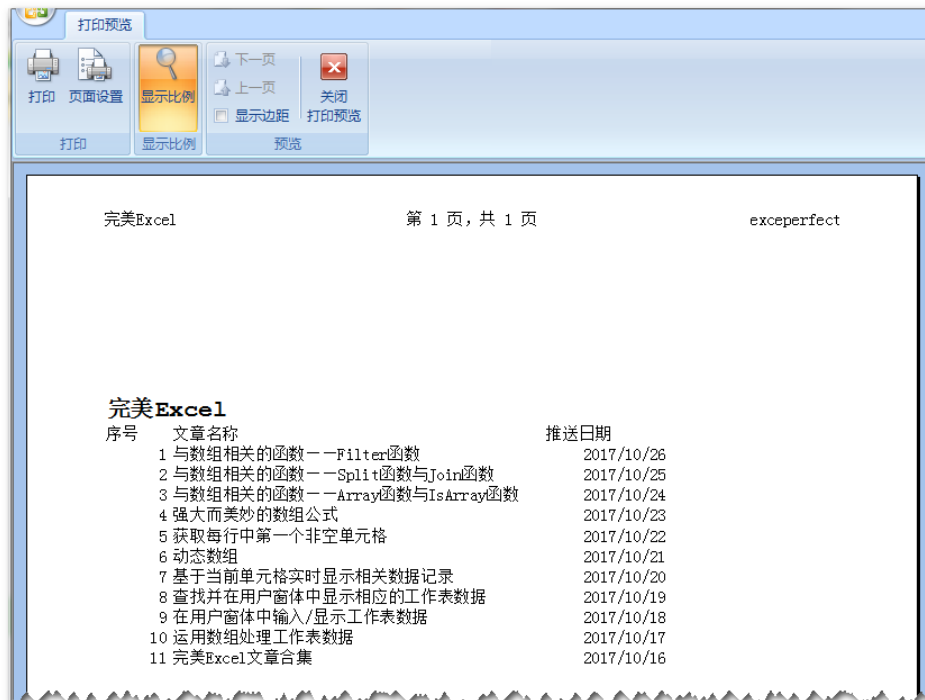 打印预览
打印 页面设置 显示比例 下一页 上一页 显示边距 关闭 打印预览
打印 显示比例 预览
完美Excel 第 1 页，共 1 页 exceperfect
完美Excel
序号 文章名称 推送日期
1 与数组相关的函数——Filter函数 2017/10/26
2 与数组相关的函数——Split函数与Join函数 2017/10/25
3 与数组相关的函数——Array函数与IsArray函数 2017/10/24
4 强大而美妙的数组公式 2017/10/23
5 获取每行中第一个非空单元格 2017/10/22
6 动态数组 2017/10/21
7 基于当前单元格实时显示相关数据记录 2017/10/20
8 查找并在用户窗体中显示相应的工作表数据 2017/10/19
9 在用户窗体中输入/显示工作表数据 2017/10/18
10 运用数组处理工作表数据 2017/10/17
11 完美Excel文章合集 2017/10/16